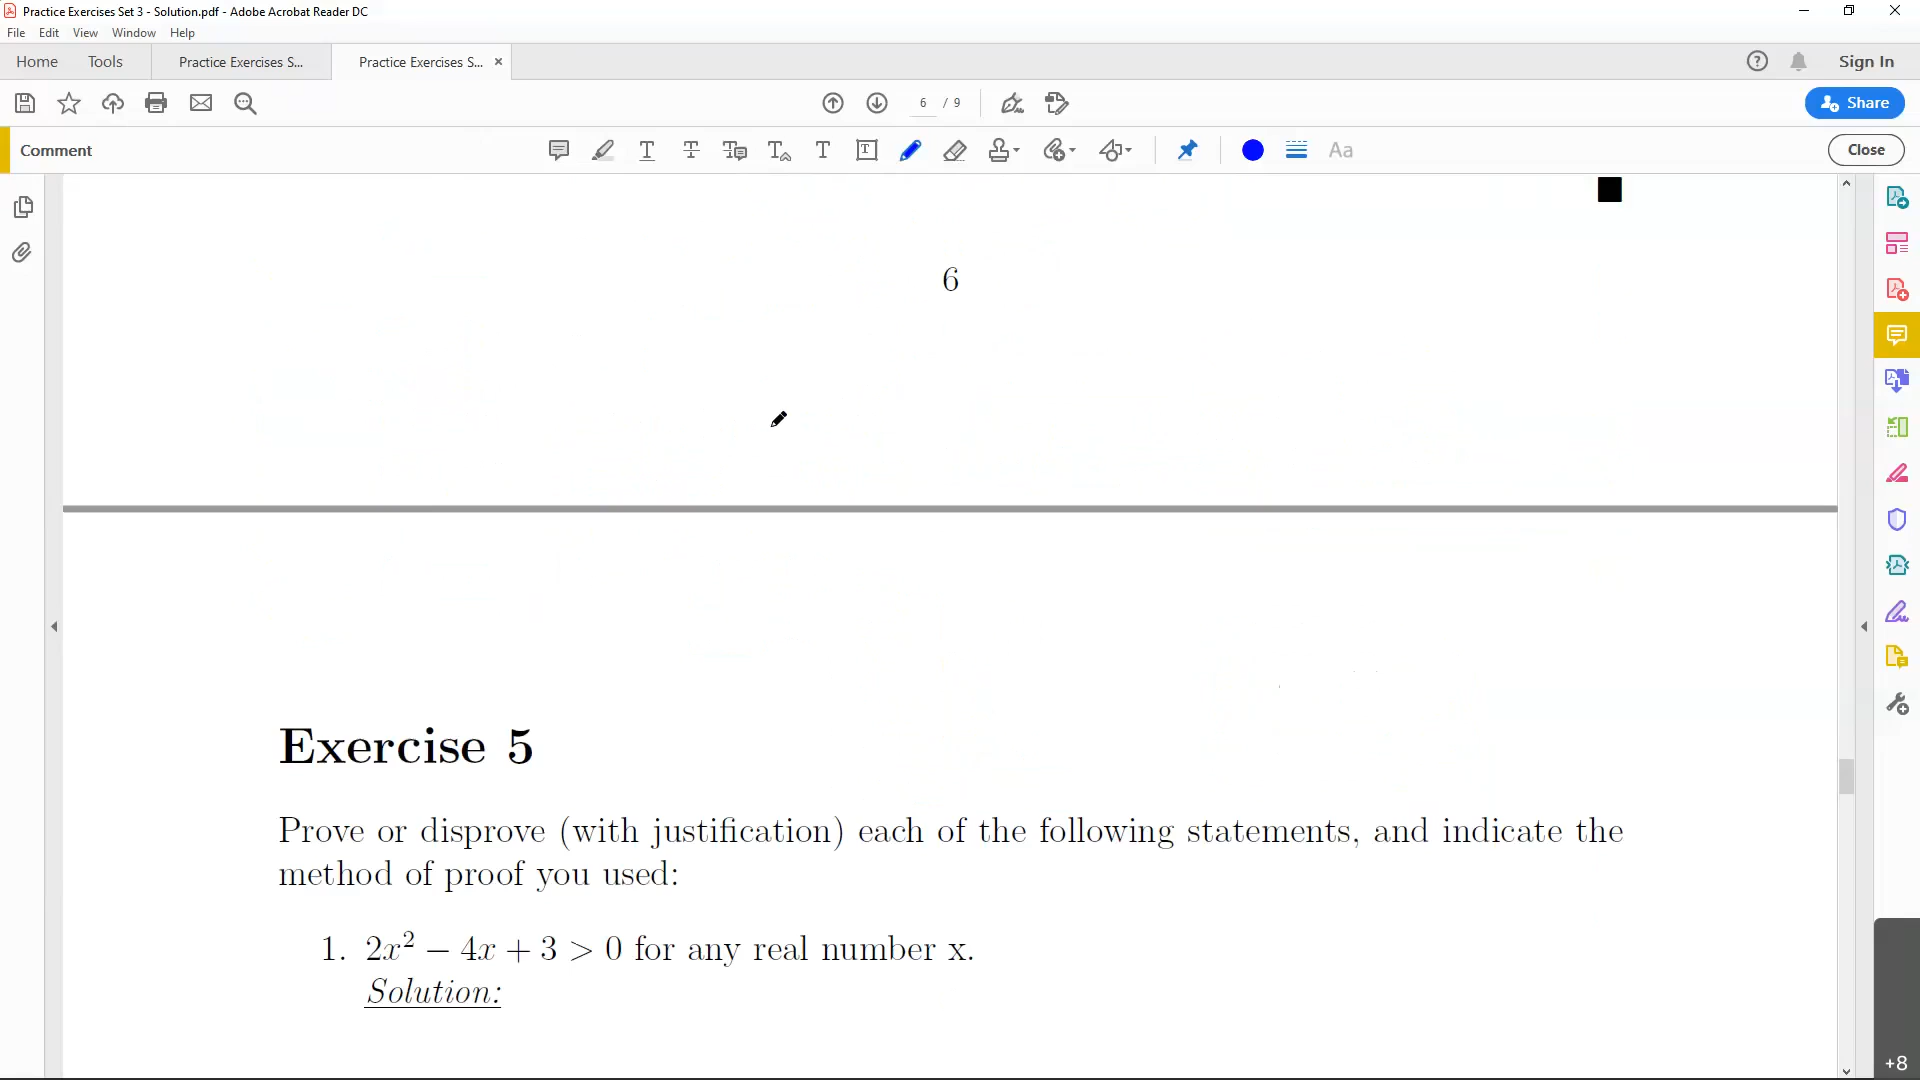 Practice Exercises Set 3 - Solution.pdf - Adobe Acrobat Reader DC
File Edit View Window Help
Home Tools Practice Exercises S... Practice Exercises S... × Sign In
6 / 9 Share
Comment Aa Close
6
Exercise 5
Prove or disprove (with justification) each of the following statements, and indicate the
method of proof you used:
1. 2x² − 4x + 3 > 0 for any real number x.
Solution:
+8